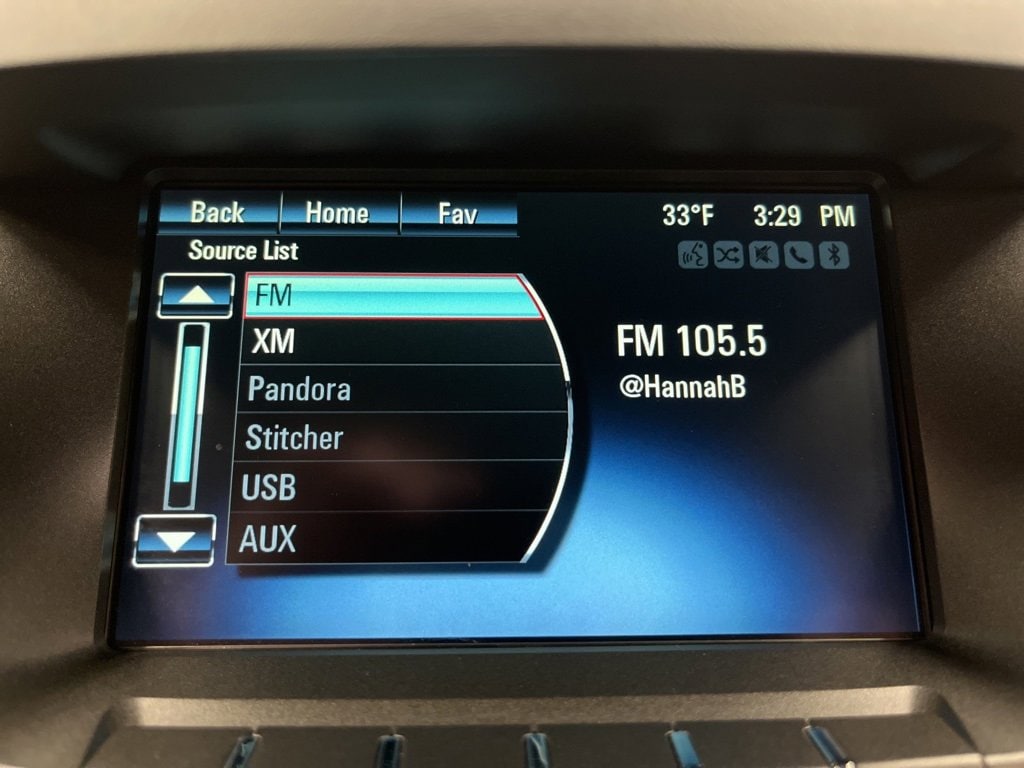 Back Home Fav 33°F 3:29 PM
Source List
FM
XM
Pandora
Stitcher
USB
AUX
FM 105.5
@HannahB